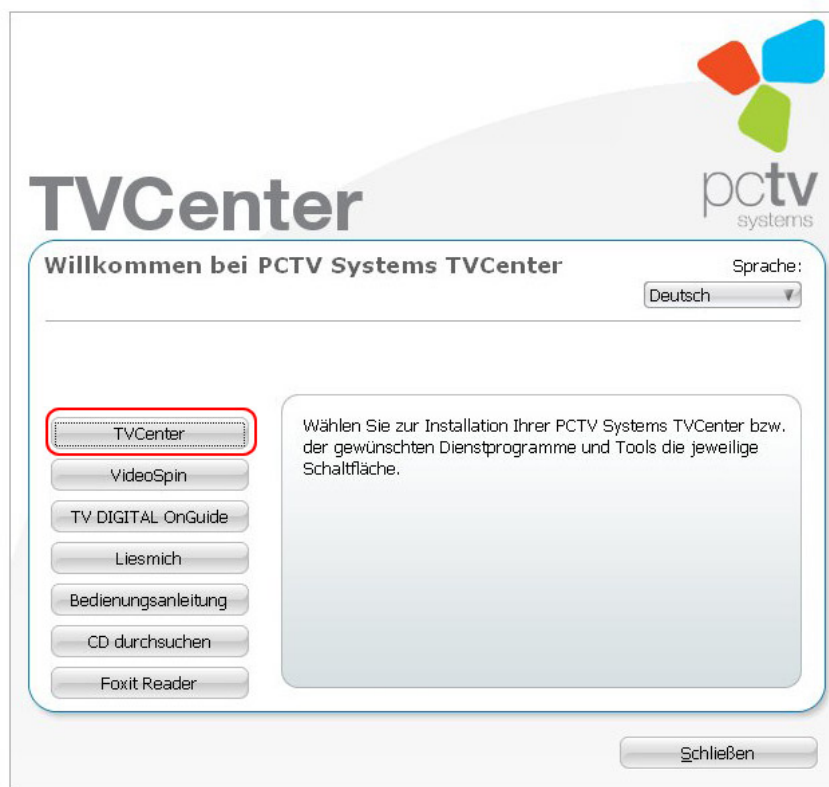 TVCenter
pctv
systems
Willkommen bei PCTV Systems TVCenter
Sprache:
Deutsch
TVCenter
VideoSpin
TV DIGITAL OnGuide
Liesmich
Bedienungsanleitung
CD durchsuchen
Foxit Reader
Wählen Sie zur Installation Ihrer PCTV Systems TVCenter bzw.
der gewünschten Dienstprogramme und Tools die jeweilige
Schaltfläche.
Schließen